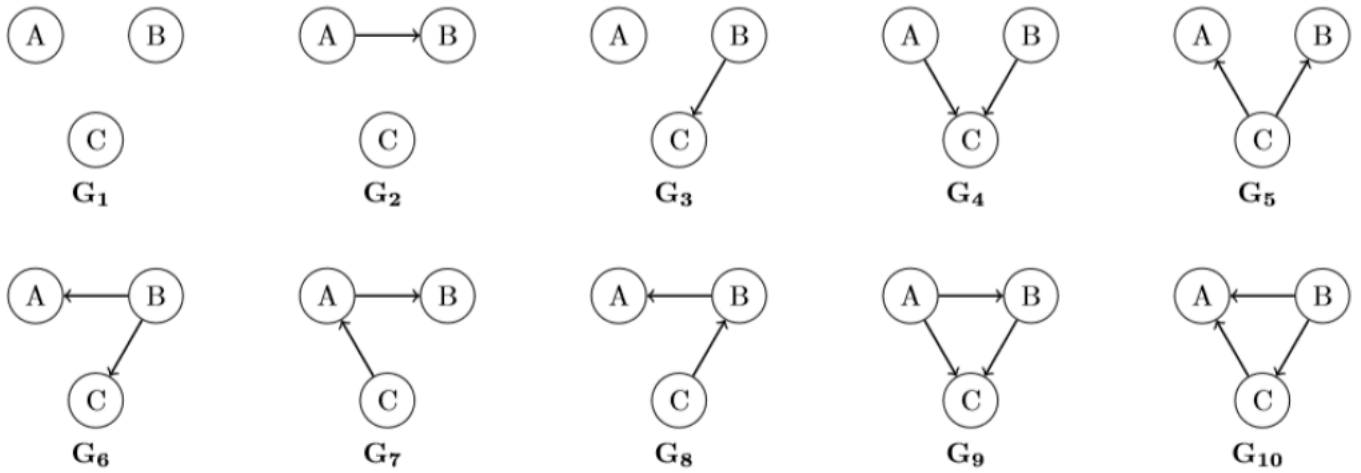 A B A B A B A B A B
C C C C C
G₁ G₂ G₃ G₄ G₅
A B A B A B A B A B
C C C C C
G₆ G₇ G₈ G₉ G₁₀